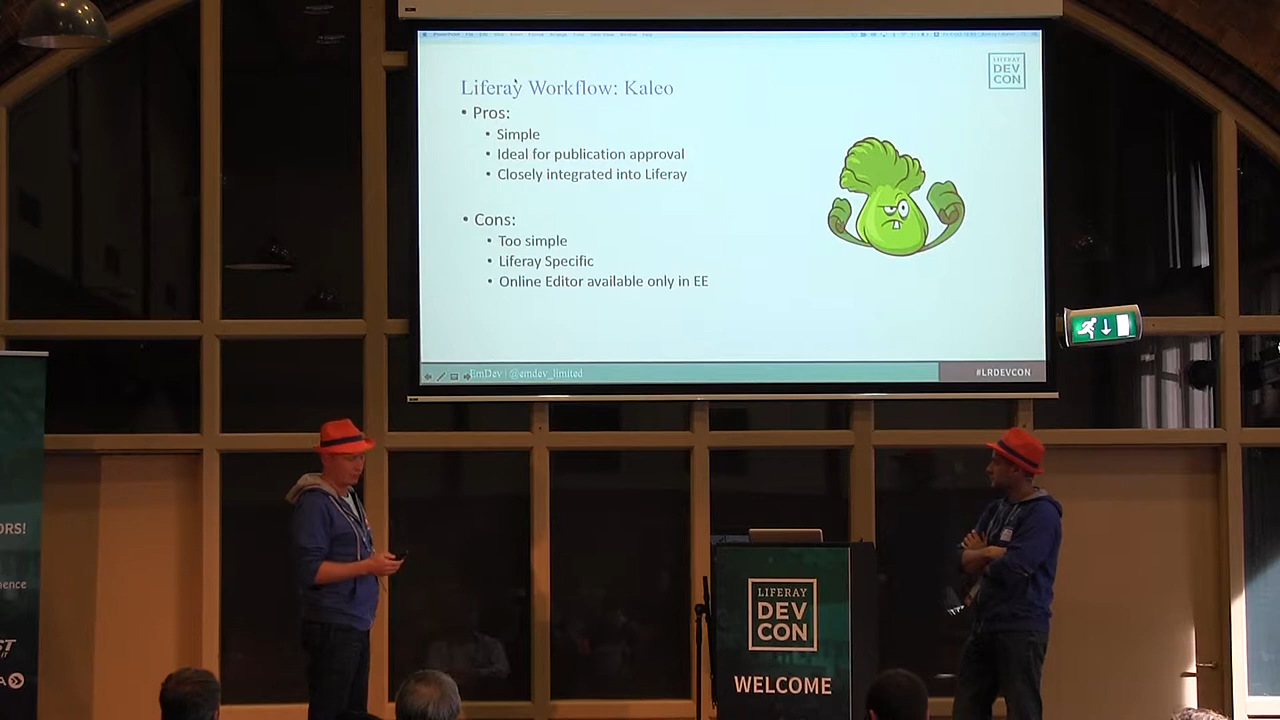 Liferay Workflow: Kaleo
• Pros:
• Simple
• Ideal for publication approval
• Closely integrated into Liferay
• Cons:
• Too simple
• Liferay Specific
• Online Editor available only in EE
LIFERAY
DEV
CON
EmDev | @emdev_limited
#LRDEVCON
ORS!
LIFERAY
DEV
CON
WELCOME